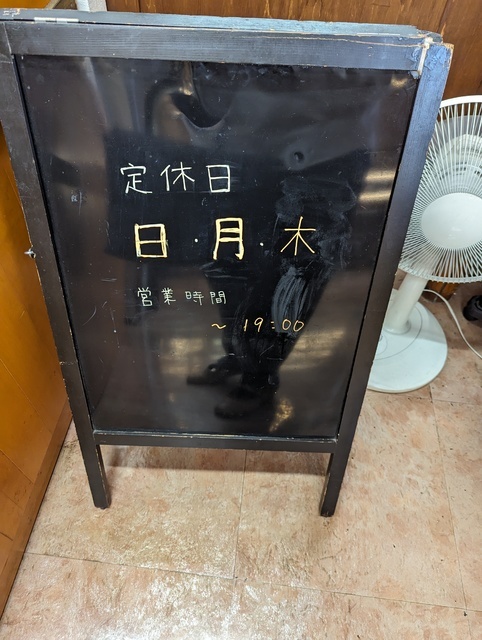 定休日
日・月・木
営業時間
～ 19:00